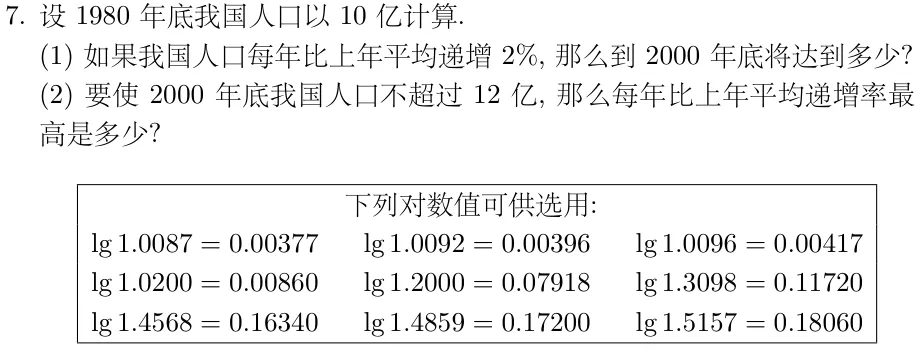 7. 设 1980 年底我国人口以 10 亿计算.
(1) 如果我国人口每年比上年平均递增 2%, 那么到 2000 年底将达到多少?
(2) 要使 2000 年底我国人口不超过 12 亿, 那么每年比上年平均递增率最
高是多少?
下列对数值可供选用:
lg 1.0087 = 0.00377 lg 1.0092 = 0.00396 lg 1.0096 = 0.00417
lg 1.0200 = 0.00860 lg 1.2000 = 0.07918 lg 1.3098 = 0.11720
lg 1.4568 = 0.16340 lg 1.4859 = 0.17200 lg 1.5157 = 0.18060